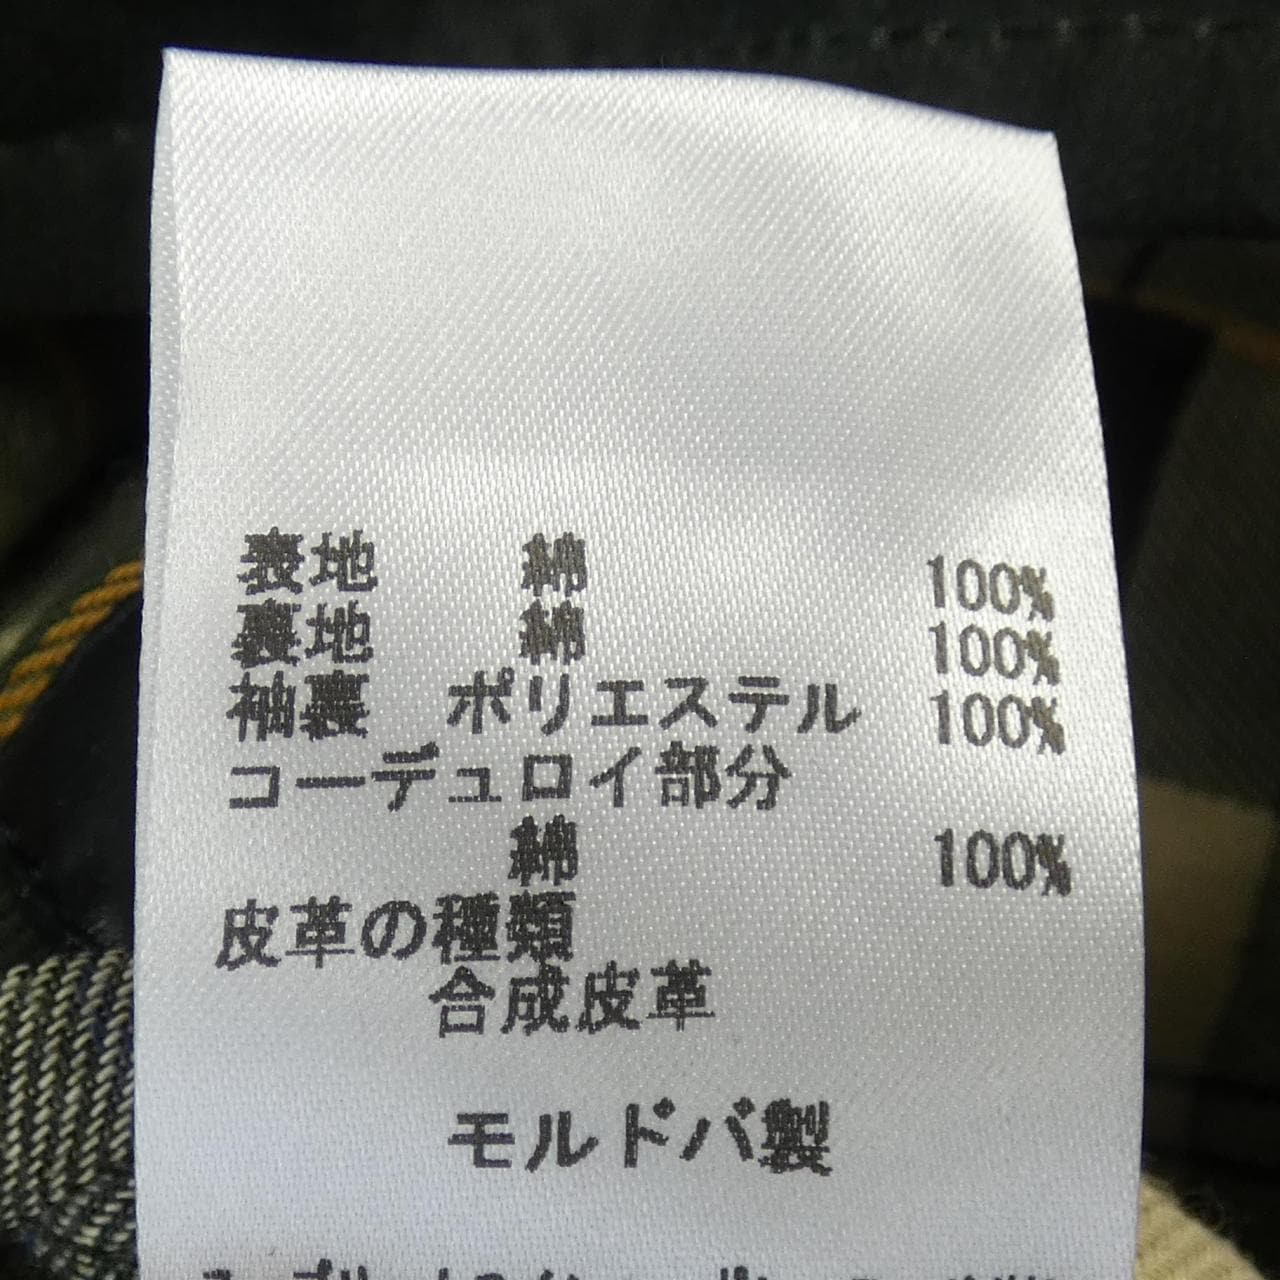 表地 綿 100%
裏地 綿 100%
袖裏 ポリエステル 100%
コーデュロイ部分
綿 100%
皮革の種類
合成皮革
モルドバ製